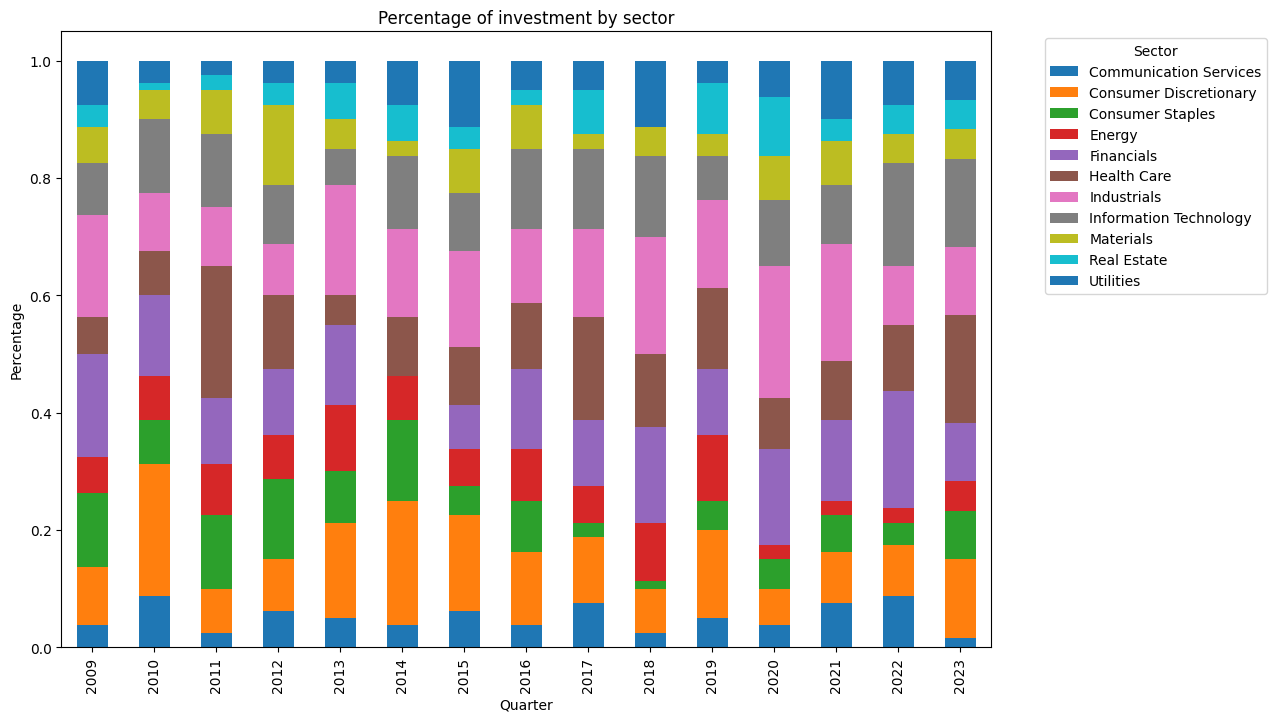 Percentage of investment by sector
Percentage
1.0
0.8
0.6
0.4
0.2
0.0
2009
2010
2011
2012
2013
2014
2015
2016
2017
2018
2019
2020
2021
2022
2023
Quarter
Sector
Communication Services
Consumer Discretionary
Consumer Staples
Energy
Financials
Health Care
Industrials
Information Technology
Materials
Real Estate
Utilities